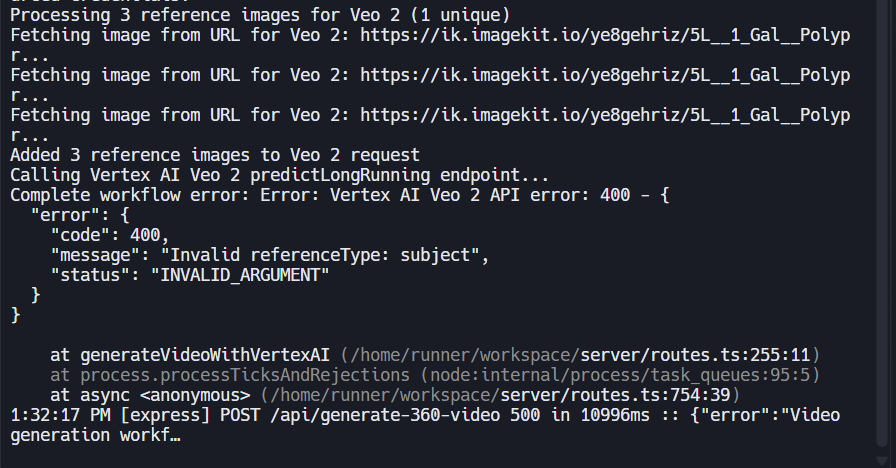 Processing 3 reference images for Veo 2 (1 unique)
Fetching image from URL for Veo 2: https://ik.imagekit.io/ye8gehriz/5L__1_Gal__Polyp
r...
Fetching image from URL for Veo 2: https://ik.imagekit.io/ye8gehriz/5L__1_Gal__Polyp
r...
Fetching image from URL for Veo 2: https://ik.imagekit.io/ye8gehriz/5L__1_Gal__Polyp
r...
Added 3 reference images to Veo 2 request
Calling Vertex AI Veo 2 predictLongRunning endpoint...
Complete workflow error: Error: Vertex AI Veo 2 API error: 400 - {
  "error": {
    "code": 400,
    "message": "Invalid referenceType: subject",
    "status": "INVALID_ARGUMENT"
  }
}
    at generateVideoWithVertexAI (/home/runner/workspace/server/routes.ts:255:11)
    at process.processTicksAndRejections (node:internal/process/task_queues:95:5)
    at async <anonymous> (/home/runner/workspace/server/routes.ts:754:39)
1:32:17 PM [express] POST /api/generate-360-video 500 in 10996ms :: {"error":"Video
generation workf…